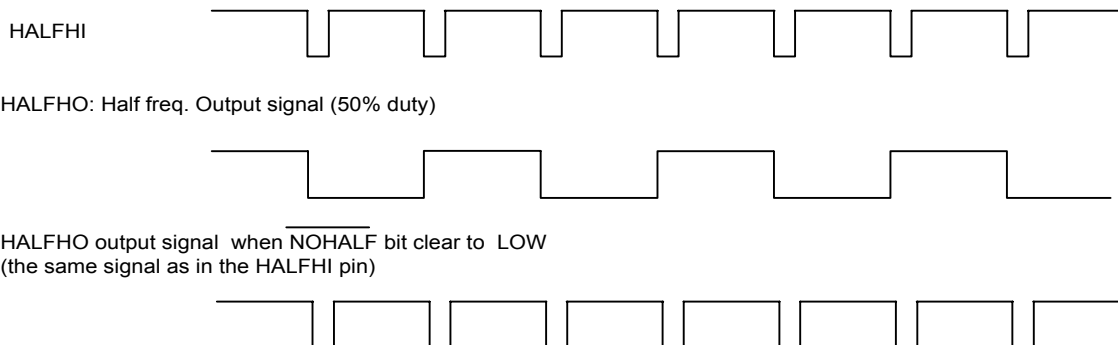 HALFHI
HALFHO: Half freq. Output signal (50% duty)
HALFHO output signal when NOHALF bit clear to LOW
(the same signal as in the HALFHI pin)